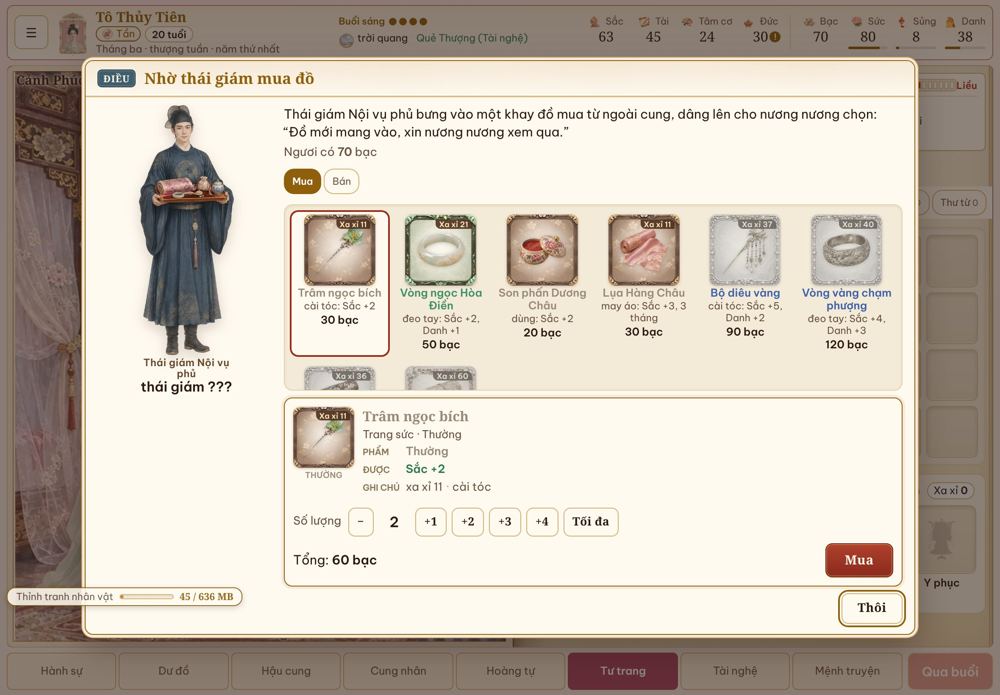 Tô Thủy Tiên
Tần
20 tuổi
Tháng ba · thượng tuần · năm thứ nhất
Buổi sáng
trời quang Quẻ Thượng (Tài nghệ)
Sắc Tài Tâm cơ Đức Bạc Sức Sủng Danh
63 45 24 30 70 80 8 38
Cảnh Phúc
Liễu
Thư từ 0
Xa xỉ 0
Y phục
ĐIỀU Nhờ thái giám mua đồ
Thái giám Nội vụ phủ bưng vào một khay đồ mua từ ngoài cung, dâng lên cho nương nương chọn:
“Đồ mới mang vào, xin nương nương xem qua.”
Ngươi có 70 bạc
Mua Bán
Thái giám Nội vụ
phủ
thái giám ???
Xa xỉ 11
Trâm ngọc bích
cài tóc: Sắc +2
30 bạc
Xa xỉ 21
Vòng ngọc Hòa
Điền
đeo tay: Sắc +2,
Danh +1
50 bạc
Son phấn Dương
Châu
dùng: Sắc +2
20 bạc
Xa xỉ 11
Lụa Hàng Châu
may áo: Sắc +3, 3
tháng
30 bạc
Xa xỉ 37
Bộ diêu vàng
cài tóc: Sắc +5,
Danh +2
90 bạc
Xa xỉ 40
Vòng vàng chạm
phượng
đeo tay: Sắc +4,
Danh +3
120 bạc
Xa xỉ 36
Xa xỉ 60
Xa xỉ 11
THƯỜNG
Trâm ngọc bích
Trang sức · Thường
PHẨM Thường
ĐƯỢC Sắc +2
GHI CHÚ xa xỉ 11 · cài tóc
Số lượng − 2 +1 +2 +3 +4 Tối đa
Tổng: 60 bạc
Mua
Thôi
Thỉnh tranh nhân vật 45 / 636 MB
Hành sự Dư đồ Hậu cung Cung nhân Hoàng tự Tư trang Tài nghệ Mệnh truyện Qua buổi